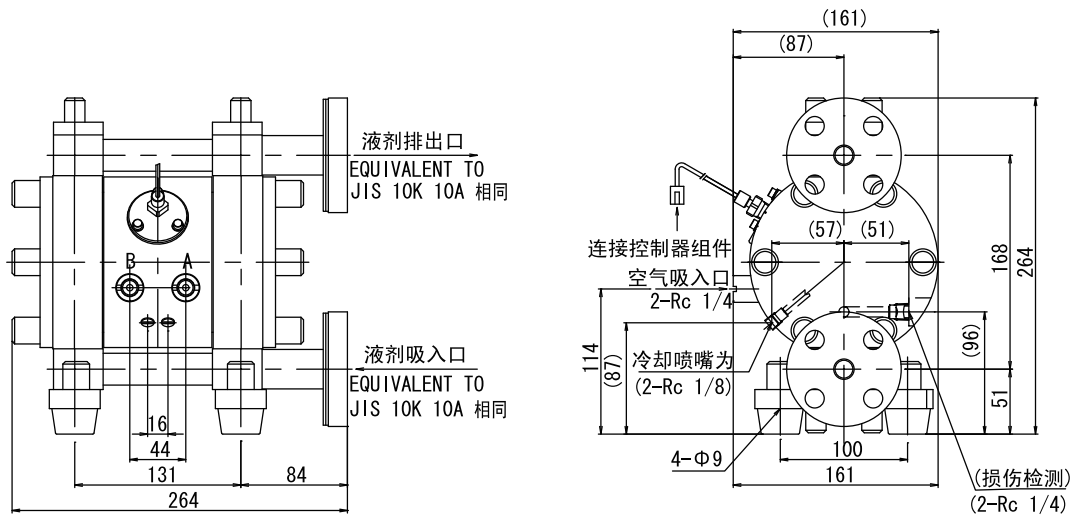 液剂排出口
EQUIVALENT TO
JIS 10K 10A 相同
B
A
液剂吸入口
EQUIVALENT TO
JIS 10K 10A 相同
16
44
131
84
264
(161)
(87)
连接控制器组件
(57)
(51)
空气吸入口
2-Rc 1/4
冷却喷嘴为
(2-Rc 1/8)
114
(87)
168
264
(96)
51
4-Φ9
100
161
(损伤检测)
(2-Rc 1/4)